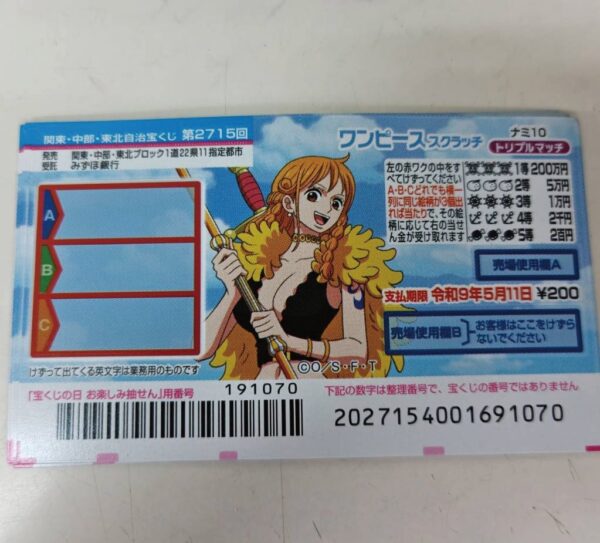 関東・中部・東北自治宝くじ 第2715回
発売 関東・中部・東北ブロック1道22県11指定都市
受託 みずほ銀行
A
B
C
けずって出てくる英文字は業務用のものです
ワンピーススクラッチ
ナミ10
トリプルマッチ
左の赤ワクの中をす
べてけずってください
A・B・Cどれでも横一
列に同じ絵柄が3個出
れば当たりで、その絵
柄に応じて右の当せ
ん金が受け取れます
1等 200万円
2等 5万円
3等 1万円
4等 2千円
5等 2百円
売場使用欄A
支払期限 令和9年5月11日 ¥200
売場使用欄B
お客様はここをけずら
ないでください
©O/S・F・T
「宝くじの日 お楽しみ抽せん」用番号 191070
下記の数字は整理番号で、宝くじの番号ではありません
20271540016910​70